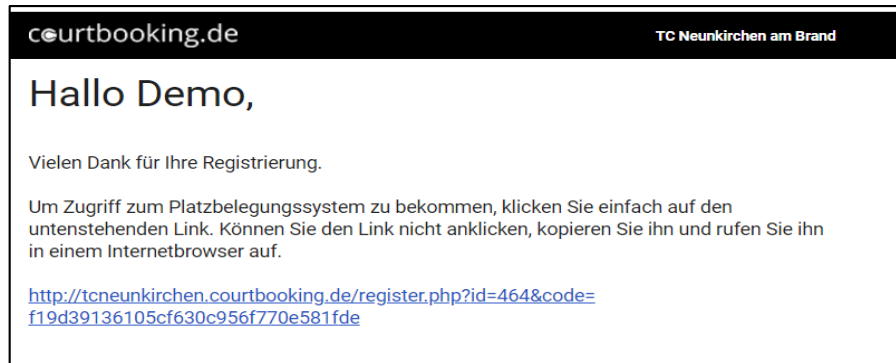 courtbooking.de
TC Neunkirchen am Brand
Hallo Demo,
Vielen Dank für Ihre Registrierung.
Um Zugriff zum Platzbelegungssystem zu bekommen, klicken Sie einfach auf den
untenstehenden Link. Können Sie den Link nicht anklicken, kopieren Sie ihn und rufen Sie ihn
in einem Internetbrowser auf.
http://tcneunkirchen.courtbooking.de/register.php?id=464&code=
f19d39136105cf630c956f770e581fde